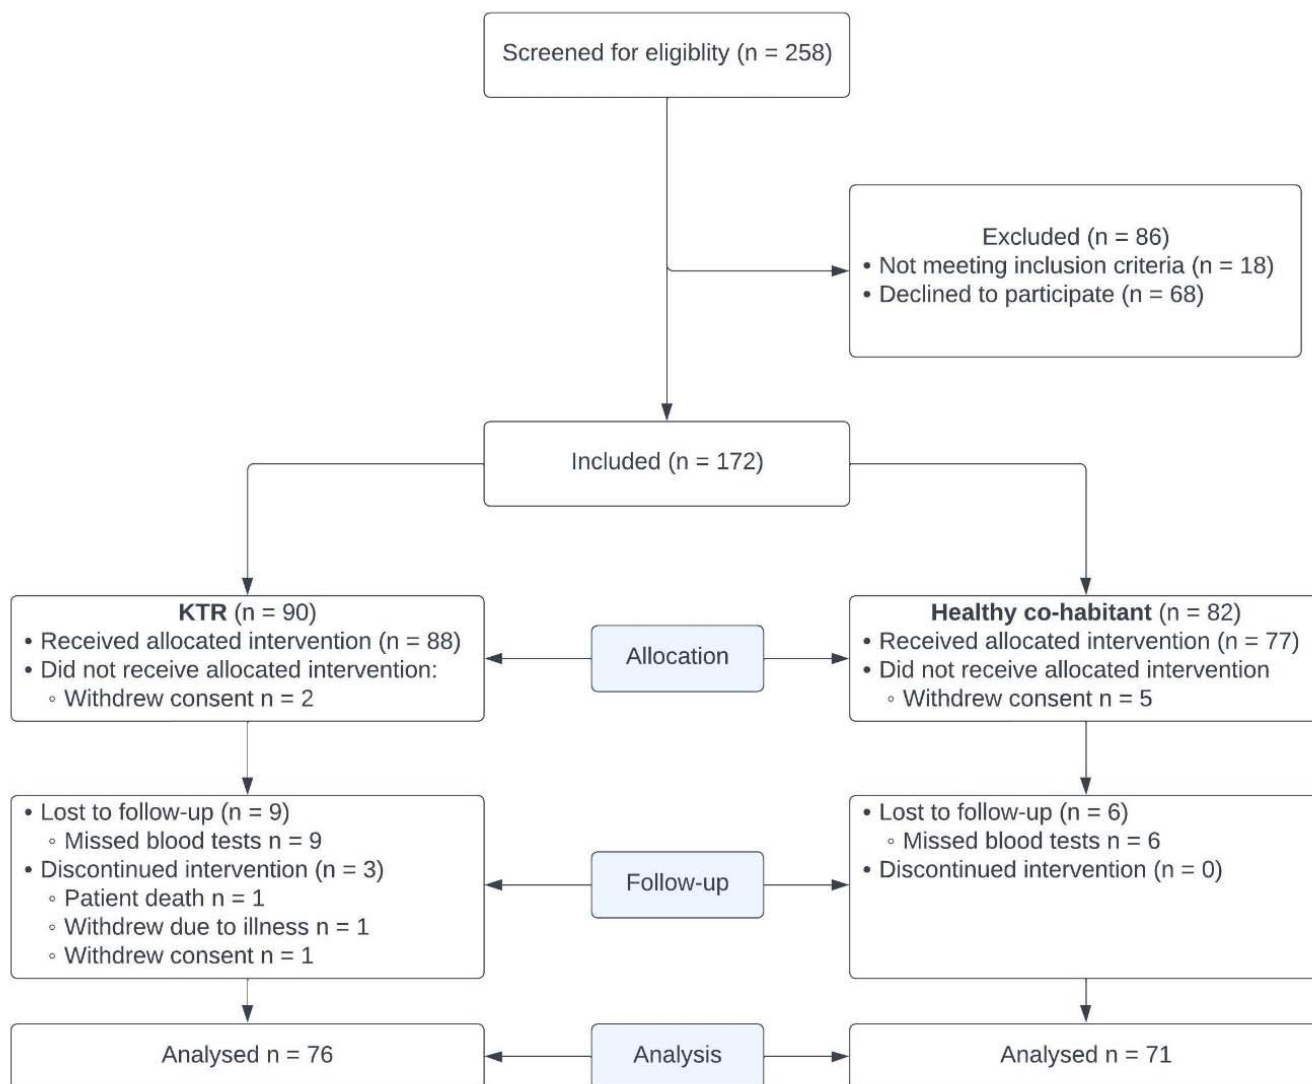 Screened for eligiblity (n = 258)
Excluded (n = 86)
• Not meeting inclusion criteria (n = 18)
• Declined to participate (n = 68)
Included (n = 172)
KTR (n = 90)
• Received allocated intervention (n = 88)
• Did not receive allocated intervention:
◦ Withdrew consent n = 2
Allocation
Healthy co-habitant (n = 82)
• Received allocated intervention (n = 77)
• Did not receive allocated intervention
◦ Withdrew consent n = 5
• Lost to follow-up (n = 9)
◦ Missed blood tests n = 9
• Discontinued intervention (n = 3)
◦ Patient death n = 1
◦ Withdrew due to illness n = 1
◦ Withdrew consent n = 1
Follow-up
• Lost to follow-up (n = 6)
◦ Missed blood tests n = 6
• Discontinued intervention (n = 0)
Analysed n = 76
Analysis
Analysed n = 71